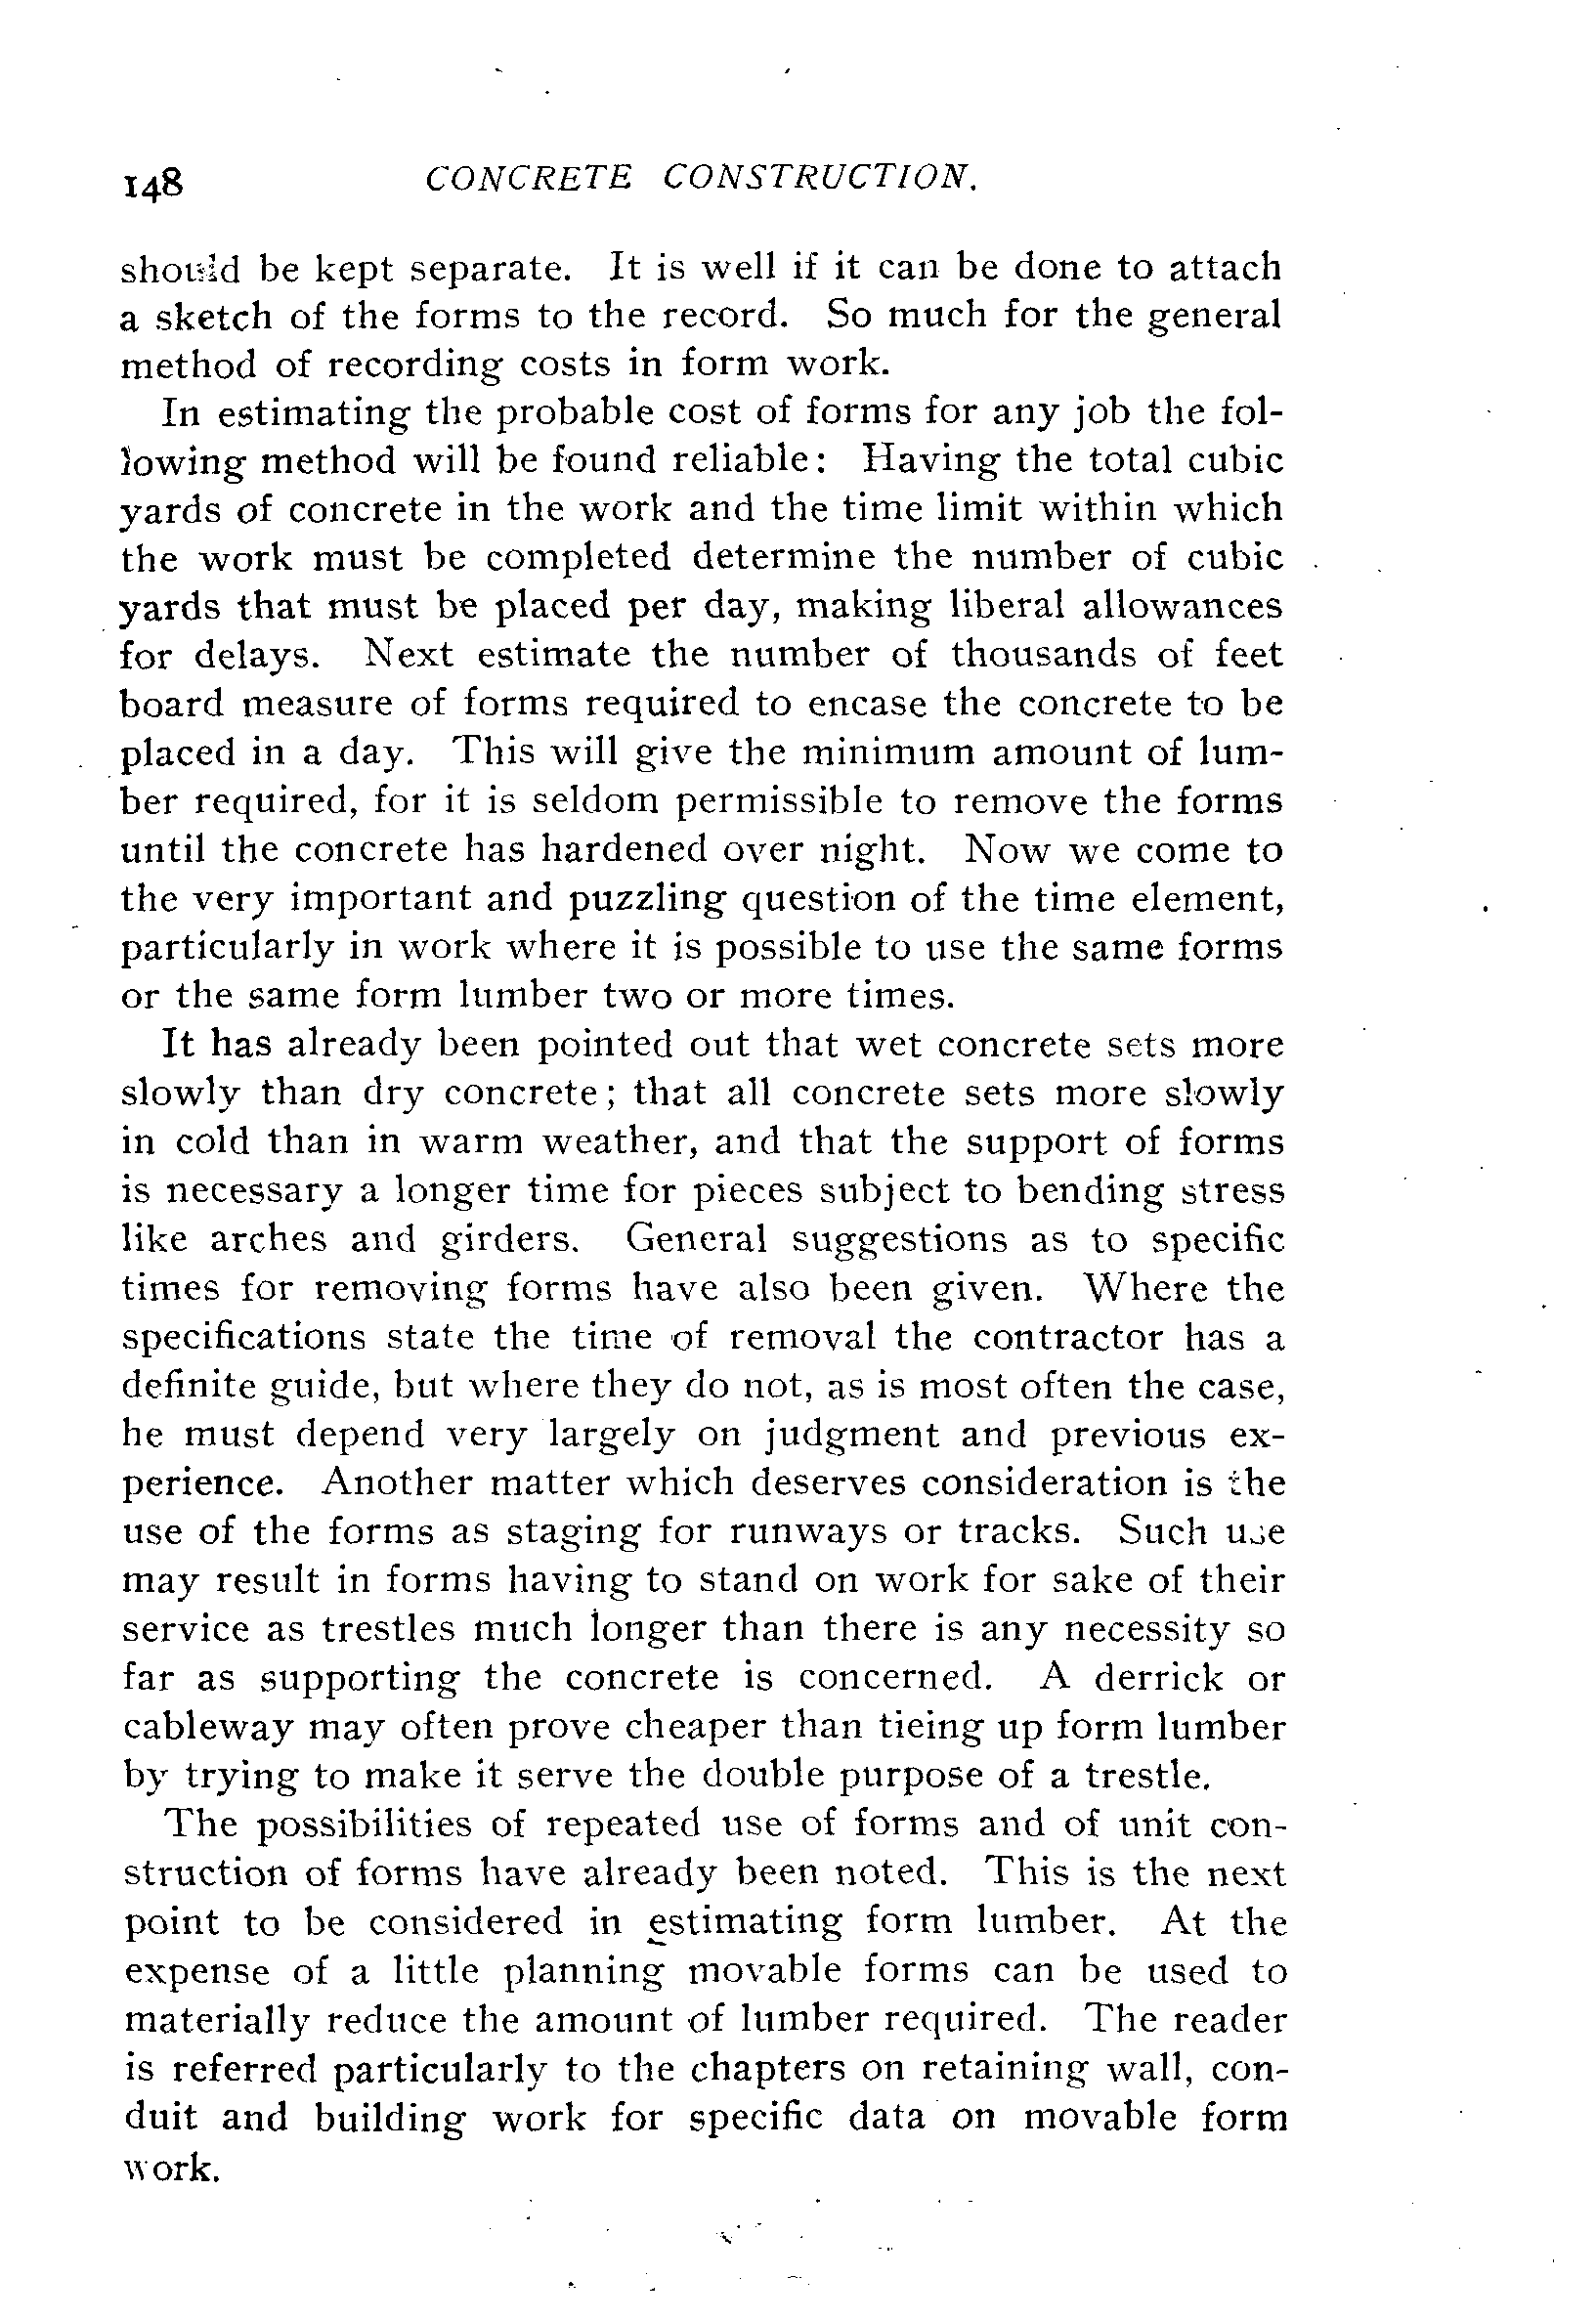 148 CONCRETE CONSTRUCTION.
should be kept separate. It is well if it can be done to attach
a sketch of the forms to the record. So much for the general
method of recording costs in form work.
In estimating the probable cost of forms for any job the fol-
lowing method will be found reliable: Having the total cubic
yards of concrete in the work and the time limit within which
the work must be completed determine the number of cubic
yards that must be placed per day, making liberal allowances
for delays. Next estimate the number of thousands of feet
board measure of forms required to encase the concrete to be
placed in a day. This will give the minimum amount of lum-
ber required, for it is seldom permissible to remove the forms
until the concrete has hardened over night. Now we come to
the very important and puzzling question of the time element,
particularly in work where it is possible to use the same forms
or the same form lumber two or more times.
It has already been pointed out that wet concrete sets more
slowly than dry concrete; that all concrete sets more slowly
in cold than in warm weather, and that the support of forms
is necessary a longer time for pieces subject to bending stress
like arches and girders. General suggestions as to specific
times for removing forms have also been given. Where the
specifications state the time of removal the contractor has a
definite guide, but where they do not, as is most often the case,
he must depend very largely on judgment and previous ex-
perience. Another matter which deserves consideration is the
use of the forms as staging for runways or tracks. Such use
may result in forms having to stand on work for sake of their
service as trestles much longer than there is any necessity so
far as supporting the concrete is concerned. A derrick or
cableway may often prove cheaper than tieing up form lumber
by trying to make it serve the double purpose of a trestle.
The possibilities of repeated use of forms and of unit con-
struction of forms have already been noted. This is the next
point to be considered in estimating form lumber. At the
expense of a little planning movable forms can be used to
materially reduce the amount of lumber required. The reader
is referred particularly to the chapters on retaining wall, con-
duit and building work for specific data on movable form
work.